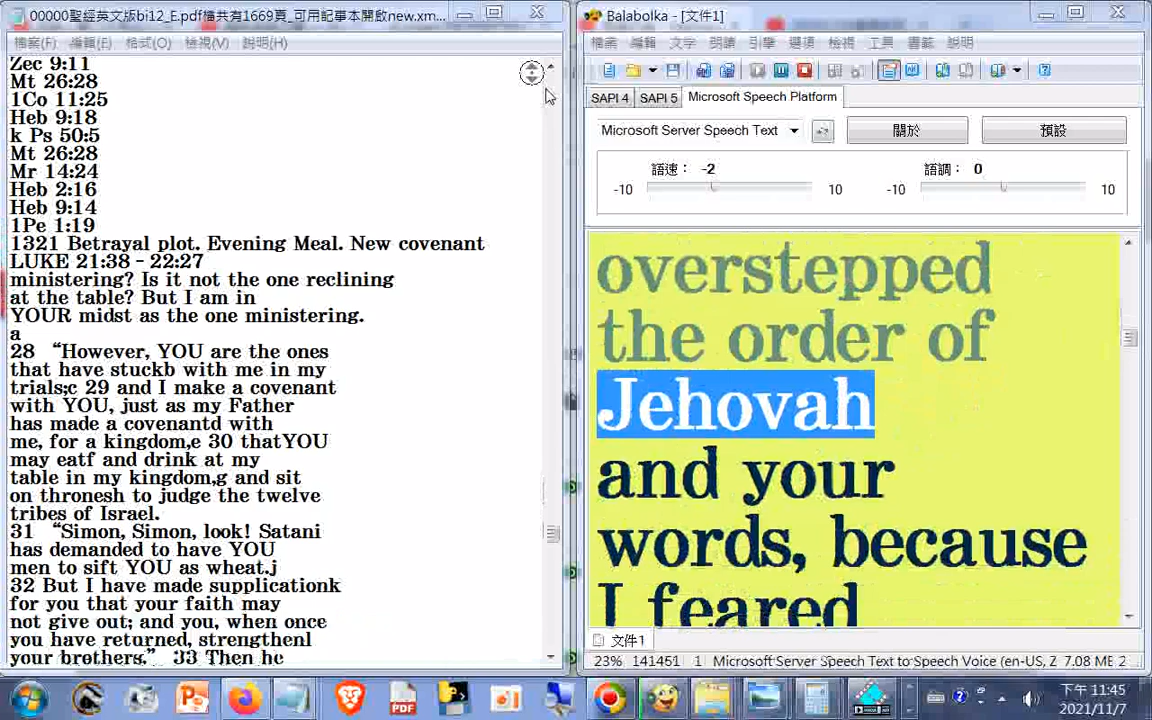 00000聖經英文版bi12_E.pdf檔共有1669頁_可用記事本開啟new.xm...
檔案(F) 編輯(E) 格式(O) 檢視(V) 說明(H)
Zec 9:11
Mt 26:28
1Co 11:25
Heb 9:18
k Ps 50:5
Mt 26:28
Mr 14:24
Heb 2:16
Heb 9:14
1Pe 1:19
1321 Betrayal plot. Evening Meal. New covenant
LUKE 21:38 – 22:27
ministering? Is it not the one reclining
at the table? But I am in
YOUR midst as the one ministering.
a
28 “However, YOU are the ones
that have stuckb with me in my
trials;c 29 and I make a covenant
with YOU, just as my Father
has made a covenantd with
me, for a kingdom,e 30 thatYOU
may eatf and drink at my
table in my kingdom,g and sit
on thronesh to judge the twelve
tribes of Israel.
31 “Simon, Simon, look! Satani
has demanded to have YOU
men to sift YOU as wheat.j
32 But I have made supplicationk
for you that your faith may
not give out; and you, when once
you have returned, strengthenl
your brothers.” 33 Then he
Balabolka - [文件1]
檔案 編輯 文字 朗讀 引擎 選項 檢視 工具 書籤 說明
SAPI 4 SAPI 5 Microsoft Speech Platform
Microsoft Server Speech Text 關於 預設
語速： -2 語調： 0
-10 10 -10 10
overstepped
the order of
Jehovah
and your
words, because
I feared
文件1
23% 141451 1 Microsoft Server Speech Text to Speech Voice (en-US, Z 7.08 MB 2
PDF
下午 11:45
2021/11/7